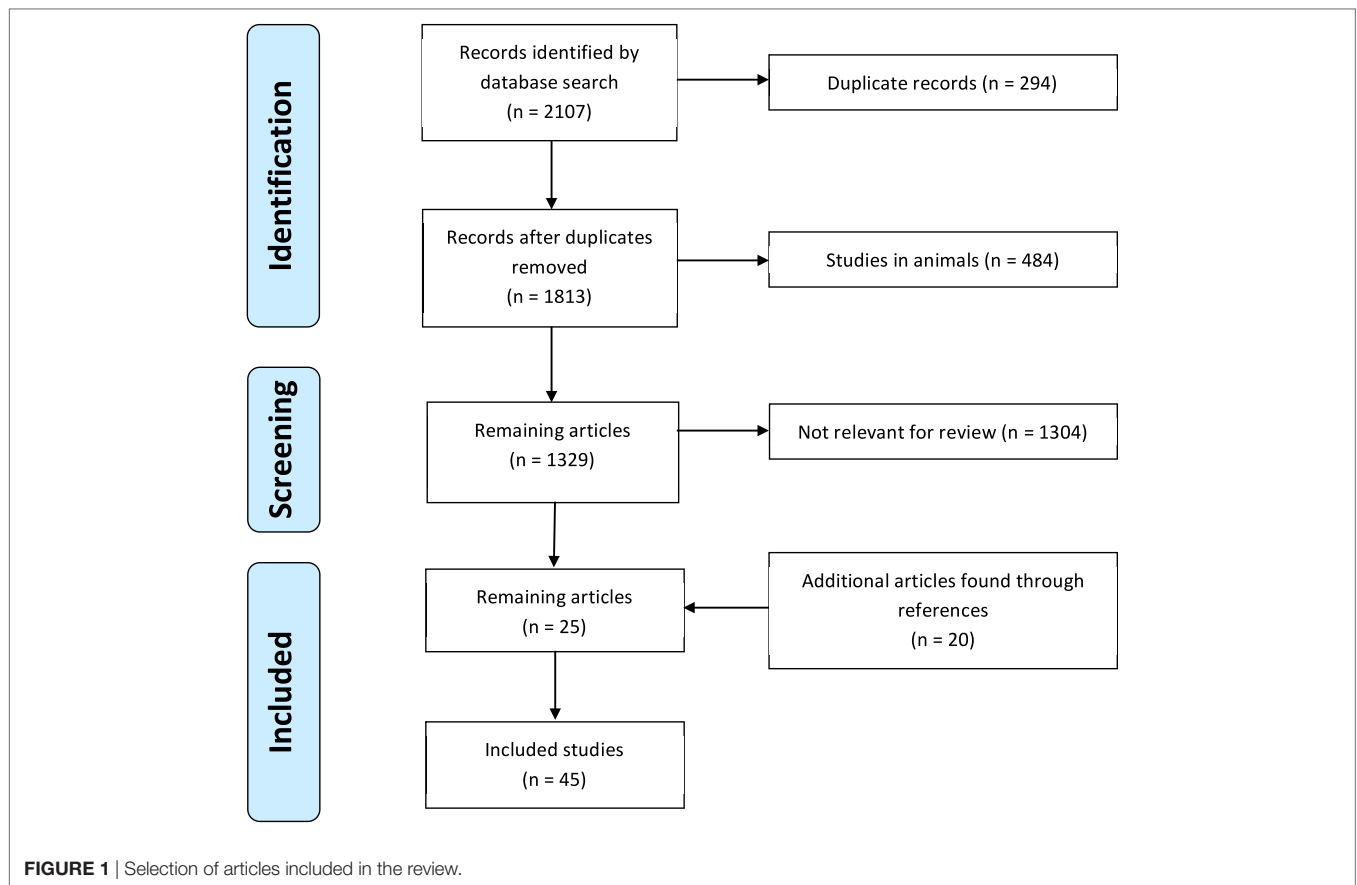 Identification
Records identified by
database search
(n = 2107)
Duplicate records (n = 294)
Records after duplicates
removed
(n = 1813)
Studies in animals (n = 484)
Screening
Remaining articles
(n = 1329)
Not relevant for review (n = 1304)
Included
Remaining articles
(n = 25)
Additional articles found through
references
(n = 20)
Included studies
(n = 45)
FIGURE 1 | Selection of articles included in the review.